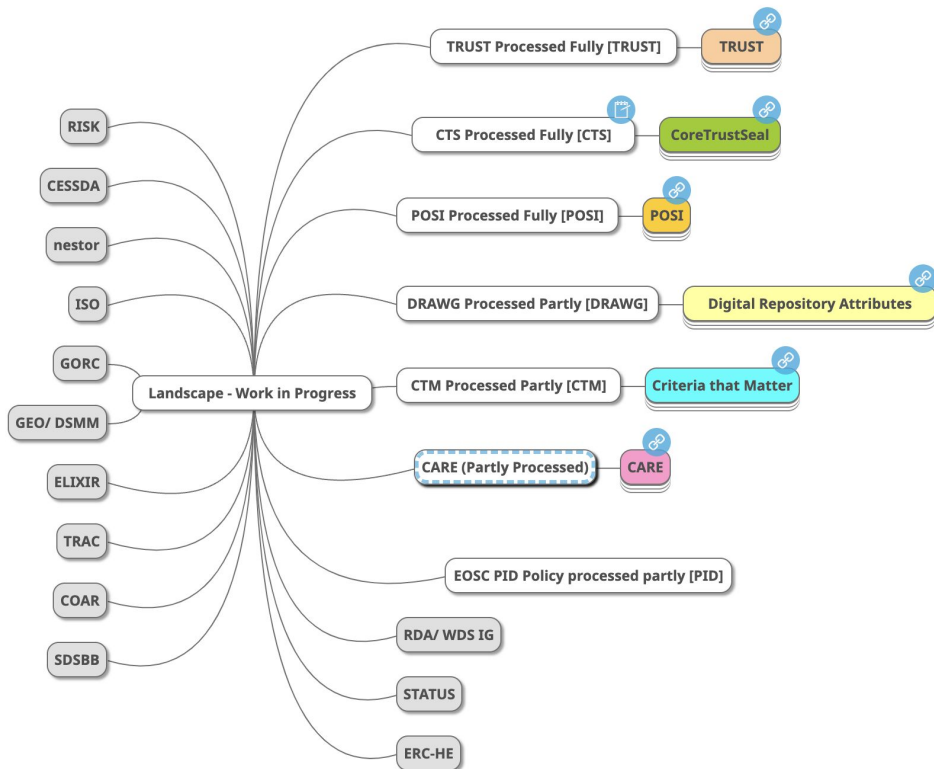 TRUST Processed Fully [TRUST]
TRUST
RISK
CTS Processed Fully [CTS]
CoreTrustSeal
CESSDA
POSI Processed Fully [POSI]
POSI
nestor
ISO
DRAWG Processed Partly [DRAWG]
Digital Repository Attributes
GORC
Landscape - Work in Progress
CTM Processed Partly [CTM]
Criteria that Matter
GEO/ DSMM
CARE (Partly Processed)
CARE
ELIXIR
TRAC
EOSC PID Policy processed partly [PID]
COAR
RDA/ WDS IG
SDSBB
STATUS
ERC-HE